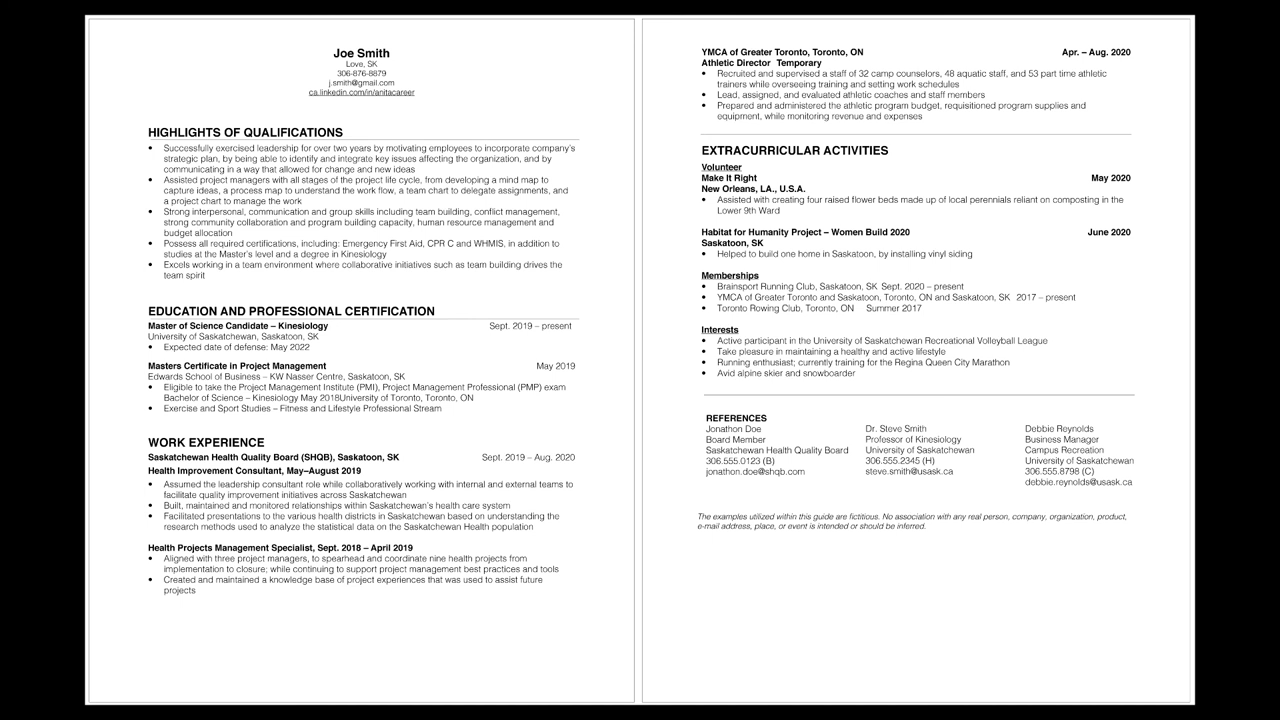 Joe Smith
Love, SK
306-876-8879
j.smith@gmail.com
ca.linkedin.com/in/anitacareer
HIGHLIGHTS OF QUALIFICATIONS
• Successfully exercised leadership for over two years by motivating employees to incorporate company's
strategic plan, by being able to identify and integrate key issues affecting the organization, and by
communicating in a way that allowed for change and new ideas
• Assisted project managers with all stages of the project life cycle, from developing a mind map to
capture ideas, a process map to understand the work flow, a team chart to delegate assignments, and
a project chart to manage the work
• Strong interpersonal, communication and group skills including team building, conflict management,
strong community collaboration and program building capacity, human resource management and
budget allocation
• Possess all required certifications, including: Emergency First Aid, CPR C and WHMIS, in addition to
studies at the Master's level and a degree in Kinesiology
• Excels working in a team environment where collaborative initiatives such as team building drives the
team spirit
EDUCATION AND PROFESSIONAL CERTIFICATION
Master of Science Candidate – Kinesiology Sept. 2019 – present
University of Saskatchewan, Saskatoon, SK
• Expected date of defense: May 2022
Masters Certificate in Project Management May 2019
Edwards School of Business – KW Nasser Centre, Saskatoon, SK
• Eligible to take the Project Management Institute (PMI), Project Management Professional (PMP) exam
Bachelor of Science – Kinesiology May 2018University of Toronto, Toronto, ON
• Exercise and Sport Studies – Fitness and Lifestyle Professional Stream
WORK EXPERIENCE
Saskatchewan Health Quality Board (SHQB), Saskatoon, SK Sept. 2019 – Aug. 2020
Health Improvement Consultant, May–August 2019
• Assumed the leadership consultant role while collaboratively working with internal and external teams to
facilitate quality improvement initiatives across Saskatchewan
• Built, maintained and monitored relationships within Saskatchewan's health care system
• Facilitated presentations to the various health districts in Saskatchewan based on understanding the
research methods used to analyze the statistical data on the Saskatchewan Health population
Health Projects Management Specialist, Sept. 2018 – April 2019
• Aligned with three project managers, to spearhead and coordinate nine health projects from
implementation to closure; while continuing to support project management best practices and tools
• Created and maintained a knowledge base of project experiences that was used to assist future
projects
YMCA of Greater Toronto, Toronto, ON Apr. – Aug. 2020
Athletic Director Temporary
• Recruited and supervised a staff of 32 camp counselors, 48 aquatic staff, and 53 part time athletic
trainers while overseeing training and setting work schedules
• Lead, assigned, and evaluated athletic coaches and staff members
• Prepared and administered the athletic program budget, requisitioned program supplies and
equipment, while monitoring revenue and expenses
EXTRACURRICULAR ACTIVITIES
Volunteer
Make It Right May 2020
New Orleans, LA., U.S.A.
• Assisted with creating four raised flower beds made up of local perennials reliant on composting in the
Lower 9th Ward
Habitat for Humanity Project – Women Build 2020 June 2020
Saskatoon, SK
• Helped to build one home in Saskatoon, by installing vinyl siding
Memberships
• Brainsport Running Club, Saskatoon, SK Sept. 2020 – present
• YMCA of Greater Toronto and Saskatoon, Toronto, ON and Saskatoon, SK 2017 – present
• Toronto Rowing Club, Toronto, ON Summer 2017
Interests
• Active participant in the University of Saskatchewan Recreational Volleyball League
• Take pleasure in maintaining a healthy and active lifestyle
• Running enthusiast; currently training for the Regina Queen City Marathon
• Avid alpine skier and snowboarder
REFERENCES
Jonathon Doe
Board Member
Saskatchewan Health Quality Board
306.555.0123 (B)
jonathon.doe@shqb.com
Dr. Steve Smith
Professor of Kinesiology
University of Saskatchewan
306.555.2345 (H)
steve.smith@usask.ca
Debbie Reynolds
Business Manager
Campus Recreation
University of Saskatchewan
306.555.8798 (C)
debbie.reynolds@usask.ca
The examples utilized within this guide are fictitious. No association with any real person, company, organization, product,
e-mail address, place, or event is intended or should be inferred.